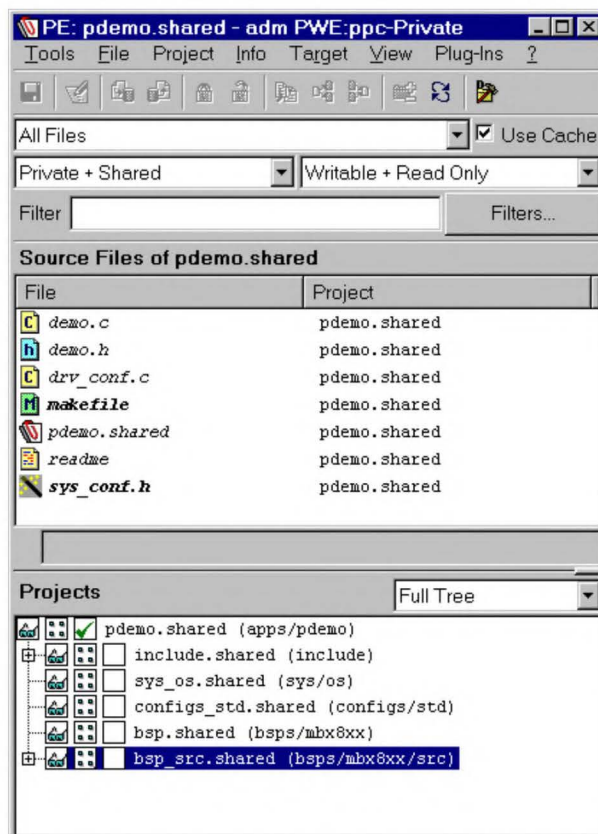 PE: pdemo.shared - adm PWE:ppc-Private
Tools File Project Info Target View Plug-Ins ?
All Files Use Cache
Private + Shared Writable + Read Only
Filter Filters...
Source Files of pdemo.shared
File Project
demo.c pdemo.shared
demo.h pdemo.shared
drv_conf.c pdemo.shared
makefile pdemo.shared
pdemo.shared pdemo.shared
readme pdemo.shared
sys_conf.h pdemo.shared
Projects Full Tree
pdemo.shared (apps/pdemo)
include.shared (include)
sys_os.shared (sys/os)
configs_std.shared (configs/std)
bsp.shared (bsps/mbx8xx)
bsp_src.shared (bsps/mbx8xx/src)